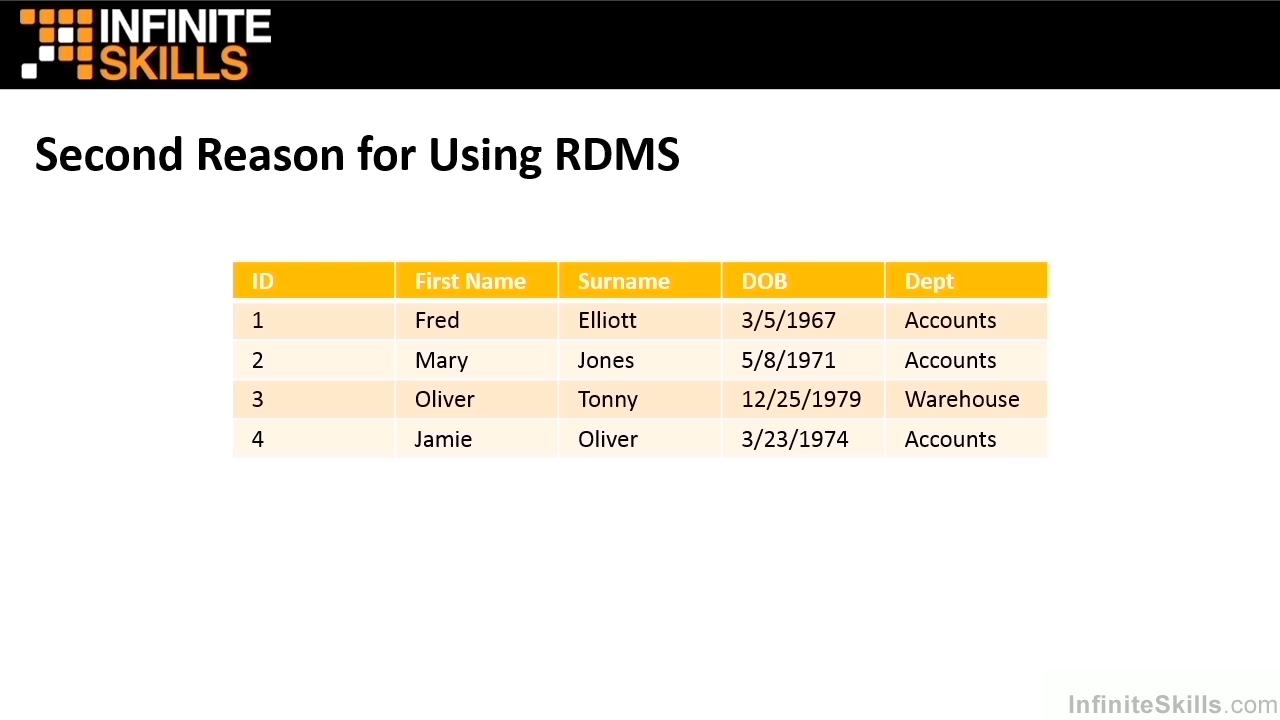 INFINITE
SKILLS
Second Reason for Using RDMS
ID First Name Surname DOB Dept
1 Fred Elliott 3/5/1967 Accounts
2 Mary Jones 5/8/1971 Accounts
3 Oliver Tonny 12/25/1979 Warehouse
4 Jamie Oliver 3/23/1974 Accounts
InfiniteSkills.com